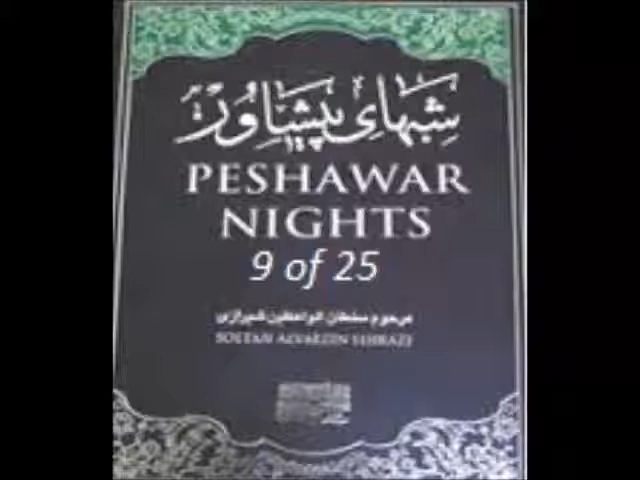 شبهای پیشاور
PESHAWAR
NIGHTS
9 of 25
مرحوم سلطان الواعظین شیرازی
SOLTAN ALVAEZIN SHIRAZI